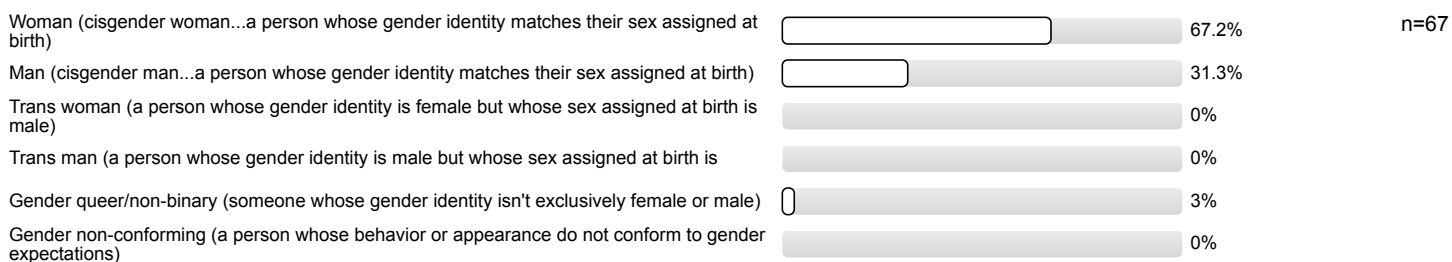 Woman (cisgender woman...a person whose gender identity matches their sex assigned at
birth)
67.2%
n=67
Man (cisgender man...a person whose gender identity matches their sex assigned at birth)
31.3%
Trans woman (a person whose gender identity is female but whose sex assigned at birth is
male)
0%
Trans man (a person whose gender identity is male but whose sex assigned at birth is
0%
Gender queer/non-binary (someone whose gender identity isn't exclusively female or male)
3%
Gender non-conforming (a person whose behavior or appearance do not conform to gender
expectations)
0%